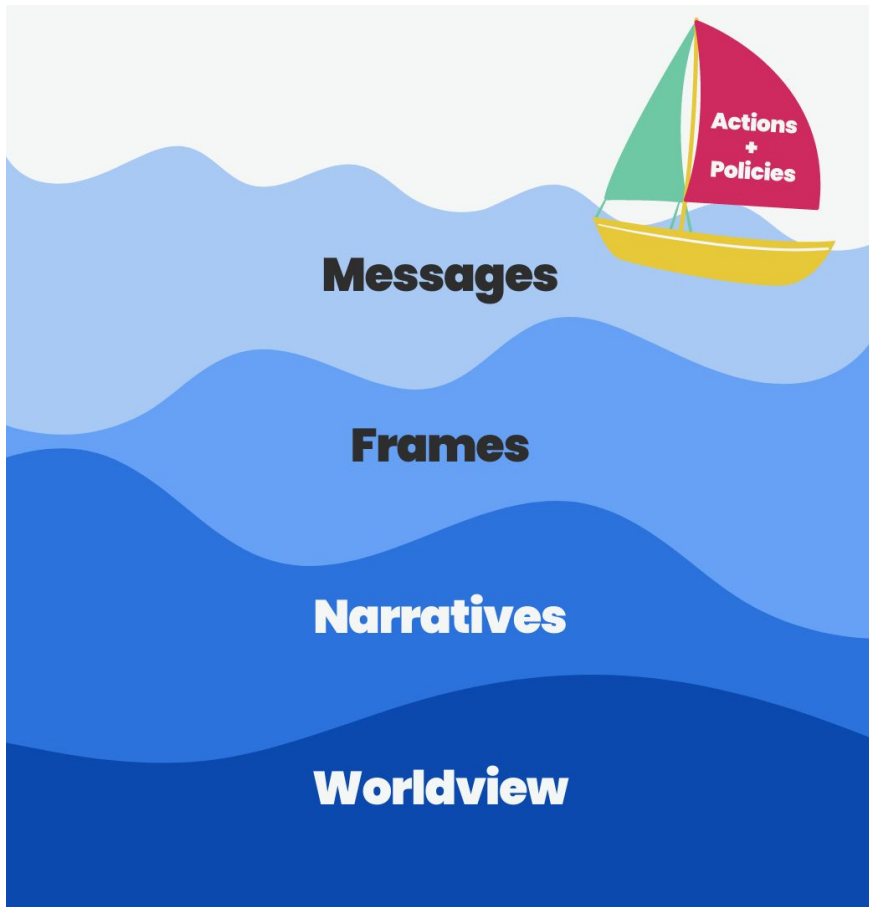 Actions
+
Policies
Messages
Frames
Narratives
Worldview